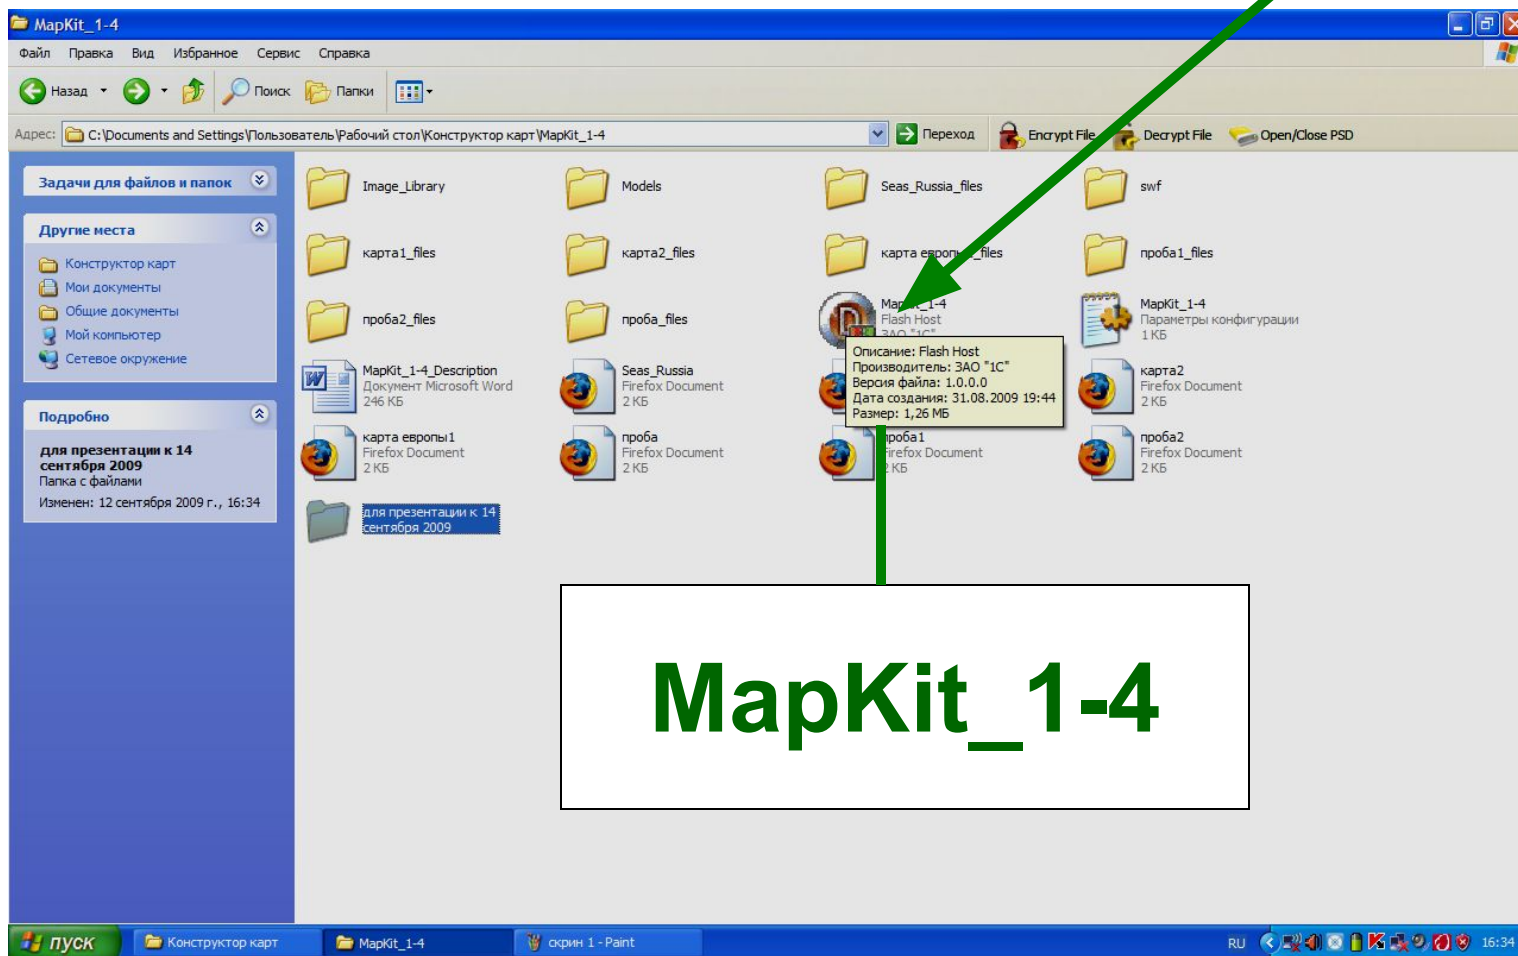 MapKit_1-4
Файл Правка Вид Избранное Сервис Справка
Назад Поиск Папки
Адрес: C:\Documents and Settings\Пользователь\Рабочий стол\Конструктор карт\MapKit_1-4 Переход Encrypt File Decrypt File Open/Close PSD
Задачи для файлов и папок
Другие места
Конструктор карт
Мои документы
Общие документы
Мой компьютер
Сетевое окружение
Подробно
для презентации к 14
сентября 2009
Папка с файлами
Изменен: 12 сентября 2009 г., 16:34
Image_Library Models Seas_Russia_files swf
карта1_files карта2_files карта европы1_files проба1_files
проба2_files проба_files
MapKit_1-4
Flash Host
ЗАО "1С"
MapKit_1-4
Параметры конфигурации
1 КБ
MapKit_1-4_Description
Документ Microsoft Word
246 КБ
Seas_Russia
Firefox Document
2 КБ
Описание: Flash Host
Производитель: ЗАО "1С"
Версия файла: 1.0.0.0
Дата создания: 31.08.2009 19:44
Размер: 1,26 МБ
карта2
Firefox Document
2 КБ
карта европы1
Firefox Document
2 КБ
проба
Firefox Document
2 КБ
проба1
Firefox Document
2 КБ
проба2
Firefox Document
2 КБ
для презентации к 14
сентября 2009
MapKit_1-4
пуск Конструктор карт MapKit_1-4 скрин 1 - Paint RU 16:34